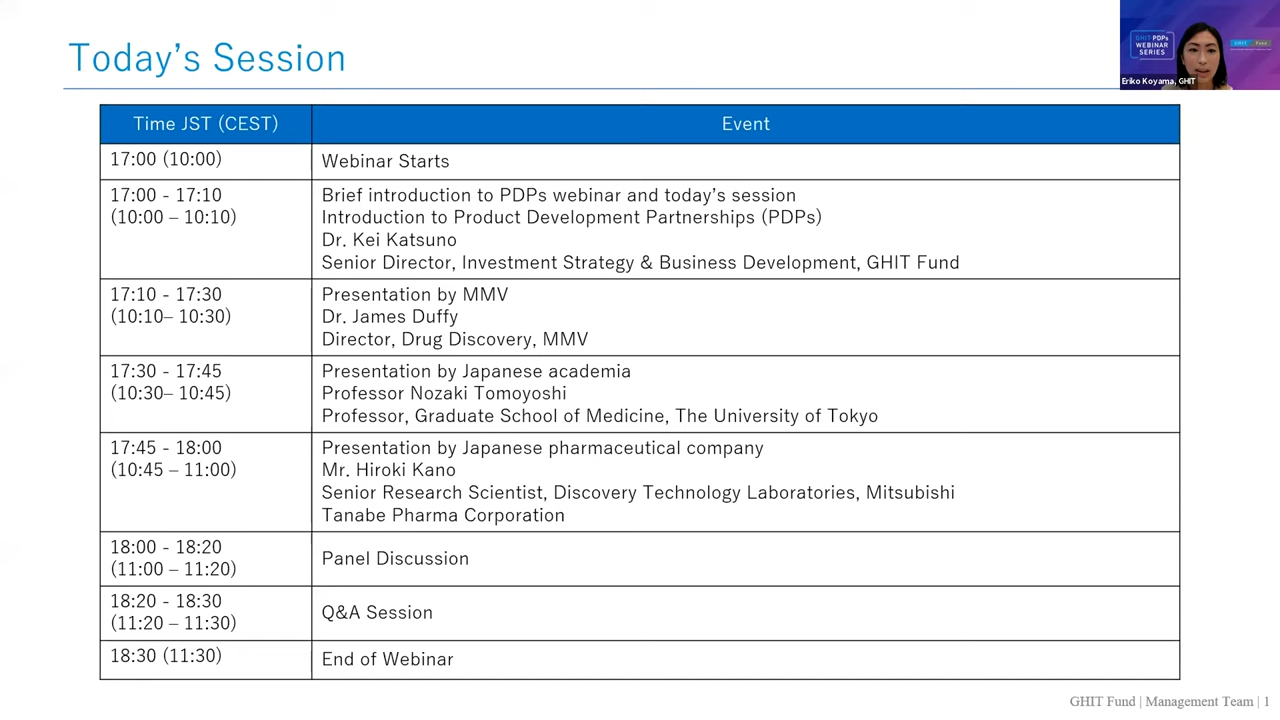 Today's Session
GHIT PDPs
WEBINAR
SERIES
GHIT Fund
Eriko Koyama, GHIT
Time JST (CEST)
Event
17:00 (10:00)
Webinar Starts
17:00 - 17:10
(10:00 – 10:10)
Brief introduction to PDPs webinar and today's session
Introduction to Product Development Partnerships (PDPs)
Dr. Kei Katsuno
Senior Director, Investment Strategy & Business Development, GHIT Fund
17:10 - 17:30
(10:10– 10:30)
Presentation by MMV
Dr. James Duffy
Director, Drug Discovery, MMV
17:30 - 17:45
(10:30– 10:45)
Presentation by Japanese academia
Professor Nozaki Tomoyoshi
Professor, Graduate School of Medicine, The University of Tokyo
17:45 - 18:00
(10:45 – 11:00)
Presentation by Japanese pharmaceutical company
Mr. Hiroki Kano
Senior Research Scientist, Discovery Technology Laboratories, Mitsubishi
Tanabe Pharma Corporation
18:00 - 18:20
(11:00 – 11:20)
Panel Discussion
18:20 - 18:30
(11:20 – 11:30)
Q&A Session
18:30 (11:30)
End of Webinar
GHIT Fund | Management Team | 1